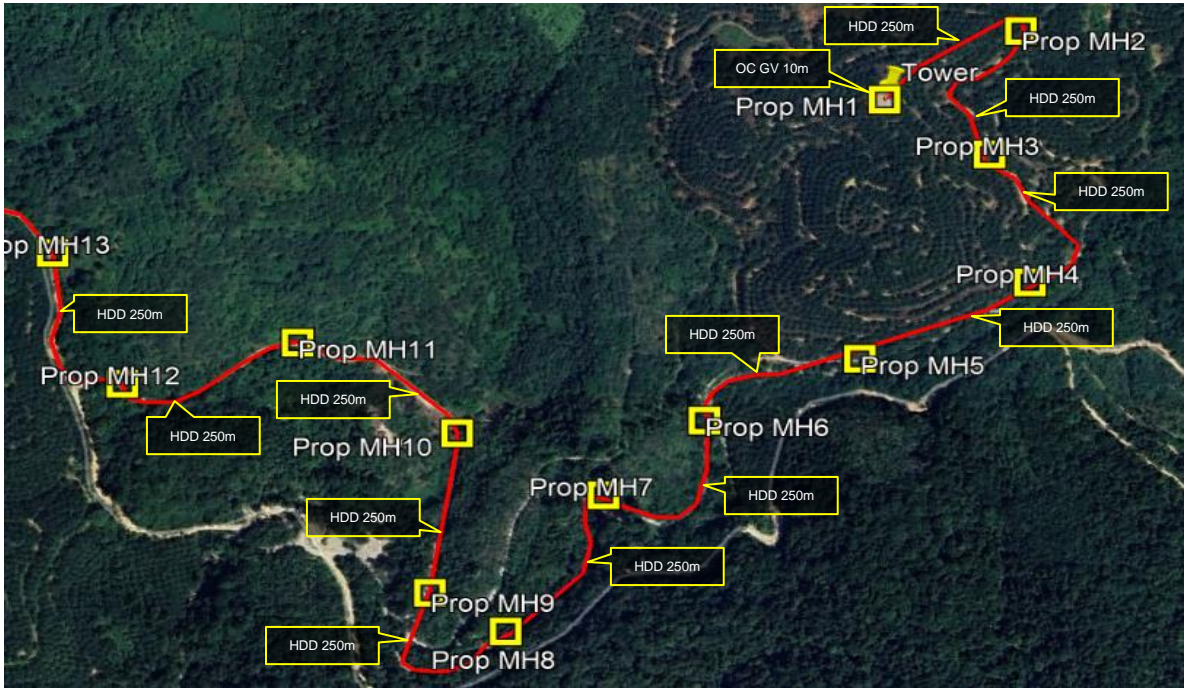 HDD 250m
Prop MH2
OC GV 10m
Tower
Prop MH1
HDD 250m
Prop MH3
HDD 250m
op MH13
Prop MH4
HDD 250m
HDD 250m
HDD 250m
Prop MH11
Prop MH5
Prop MH12
HDD 250m
Prop MH6
HDD 250m
Prop MH10
Prop MH7
HDD 250m
HDD 250m
HDD 250m
Prop MH9
HDD 250m
Prop MH8